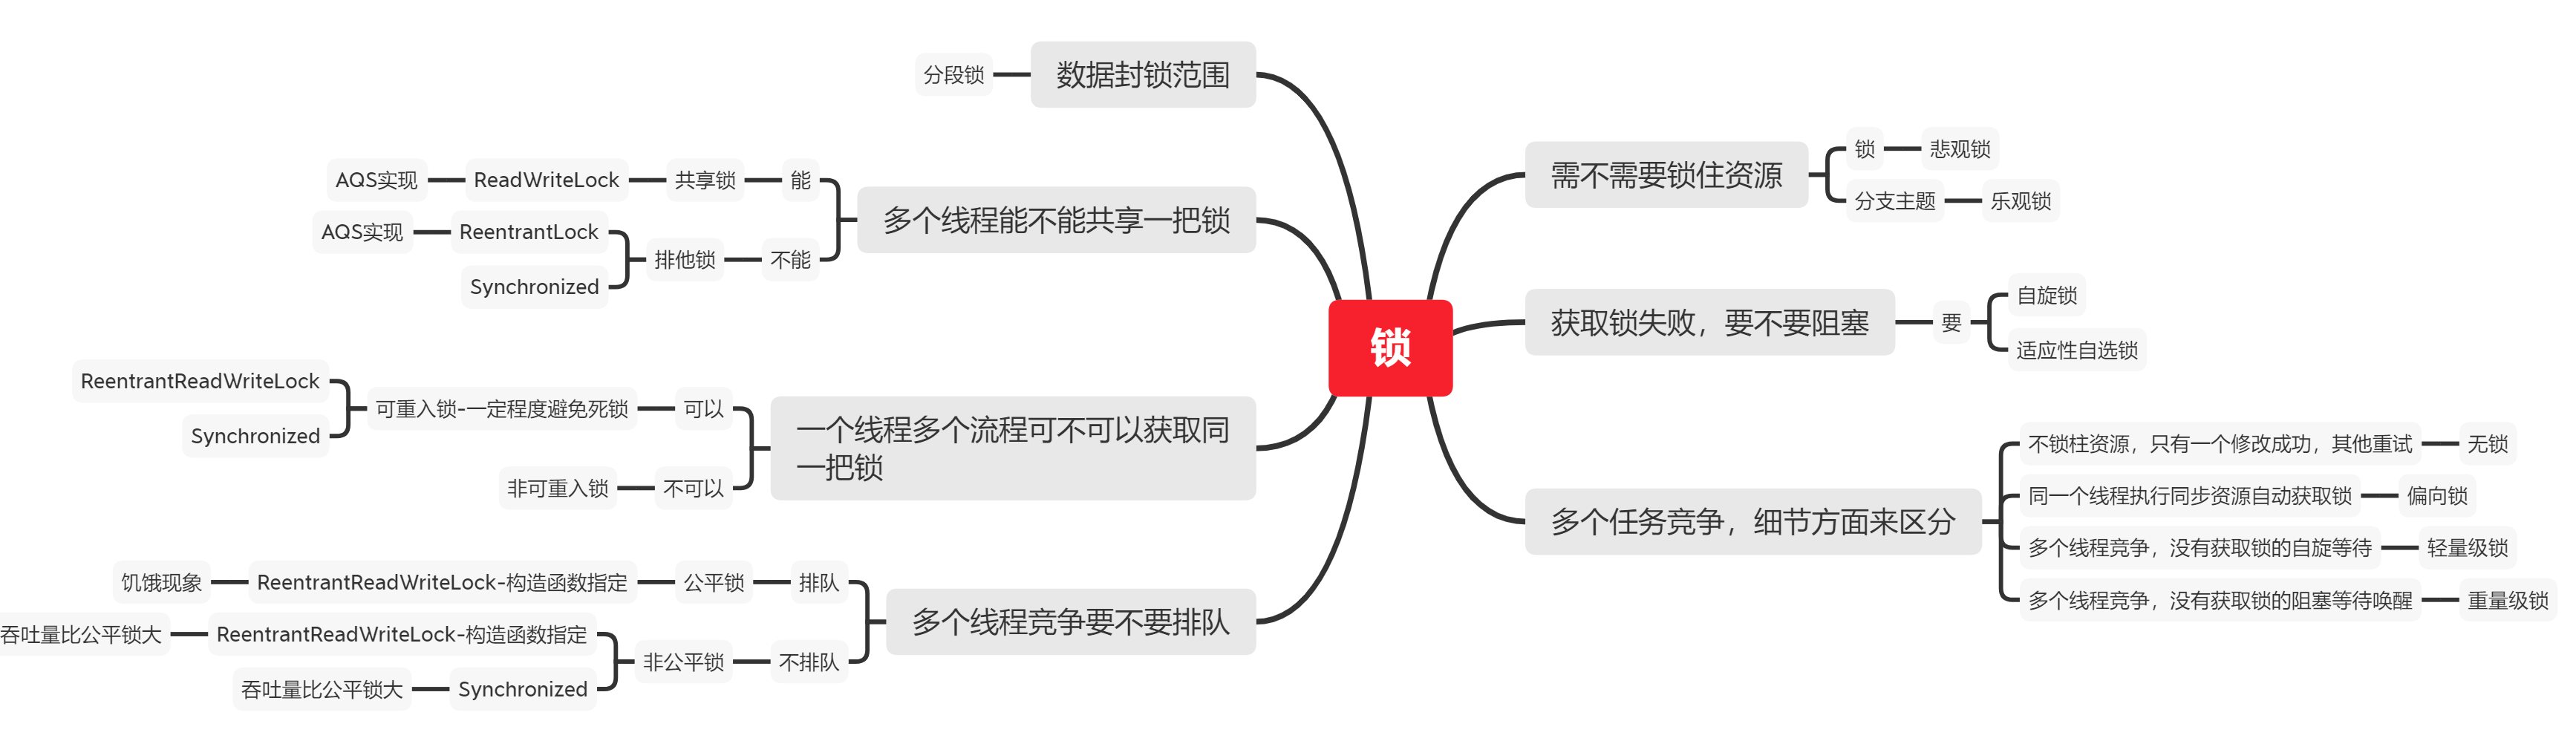 锁
需不需要锁住资源
锁
悲观锁
分支主题
乐观锁
获取锁失败，要不要阻塞
要
自旋锁
适应性自选锁
多个任务竞争，细节方面来区分
不锁柱资源，只有一个修改成功，其他重试
无锁
同一个线程执行同步资源自动获取锁
偏向锁
多个线程竞争，没有获取锁的自旋等待
轻量级锁
多个线程竞争，没有获取锁的阻塞等待唤醒
重量级锁
数据封锁范围
分段锁
多个线程能不能共享一把锁
能
共享锁
ReadWriteLock
AQS实现
不能
排他锁
ReentrantLock
AQS实现
Synchronized
一个线程多个流程可不可以获取同
一把锁
可以
可重入锁-一定程度避免死锁
ReentrantReadWriteLock
Synchronized
不可以
非可重入锁
多个线程竞争要不要排队
排队
公平锁
ReentrantReadWriteLock-构造函数指定
饥饿现象
不排队
非公平锁
ReentrantReadWriteLock-构造函数指定
吞吐量比公平锁大
Synchronized
吞吐量比公平锁大